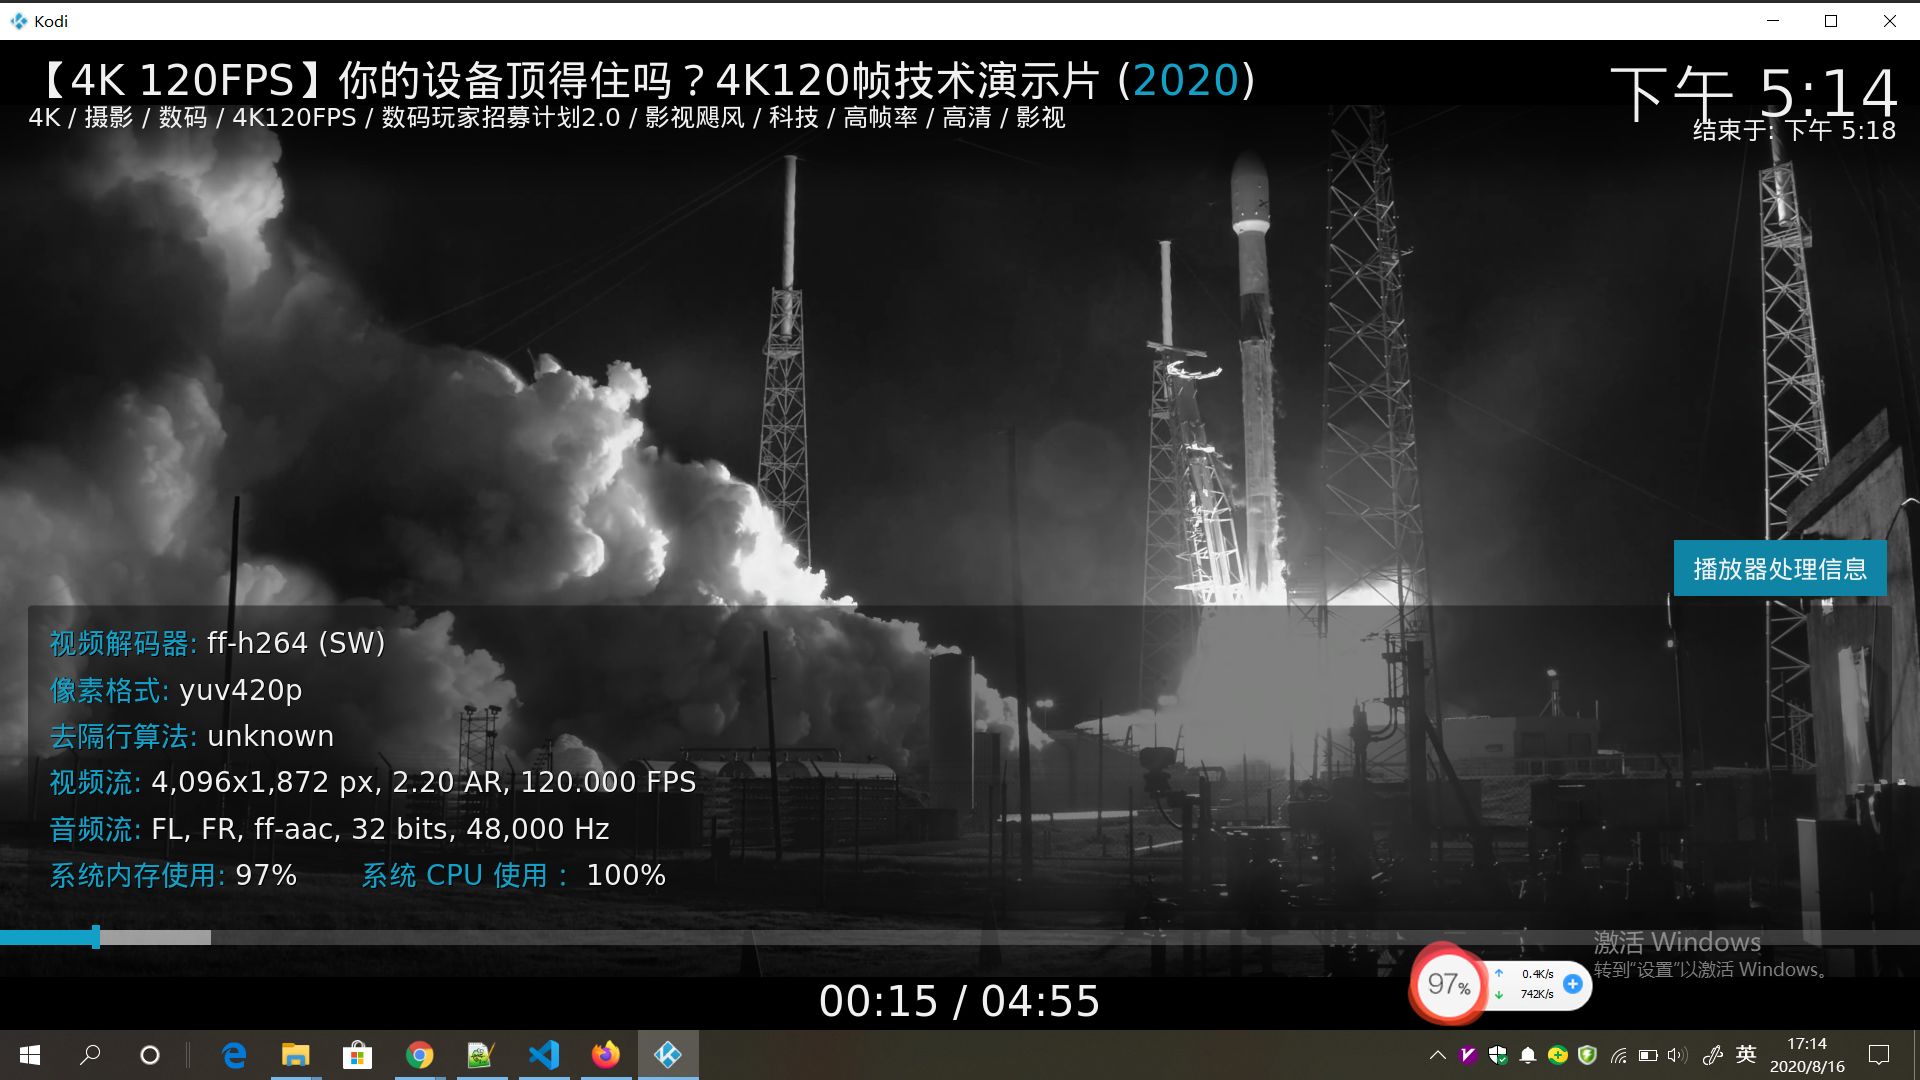 Kodi
【4K 120FPS】你的设备顶得住吗？4K120帧技术演示片 (2020)
4K / 摄影 / 数码 / 4K120FPS / 数码玩家招募计划2.0 / 影视飓风 / 科技 / 高帧率 / 高清 / 影视
下午 5:14
结束于: 下午 5:18
播放器处理信息
视频解码器: ff-h264 (SW)
像素格式: yuv420p
去隔行算法: unknown
视频流: 4,096x1,872 px, 2.20 AR, 120.000 FPS
音频流: FL, FR, ff-aac, 32 bits, 48,000 Hz
系统内存使用: 97% 系统 CPU 使用： 100%
激活 Windows
转到"设置"以激活 Windows。
97%
0.4K/s
742K/s
00:15 / 04:55
英
17:14
2020/8/16